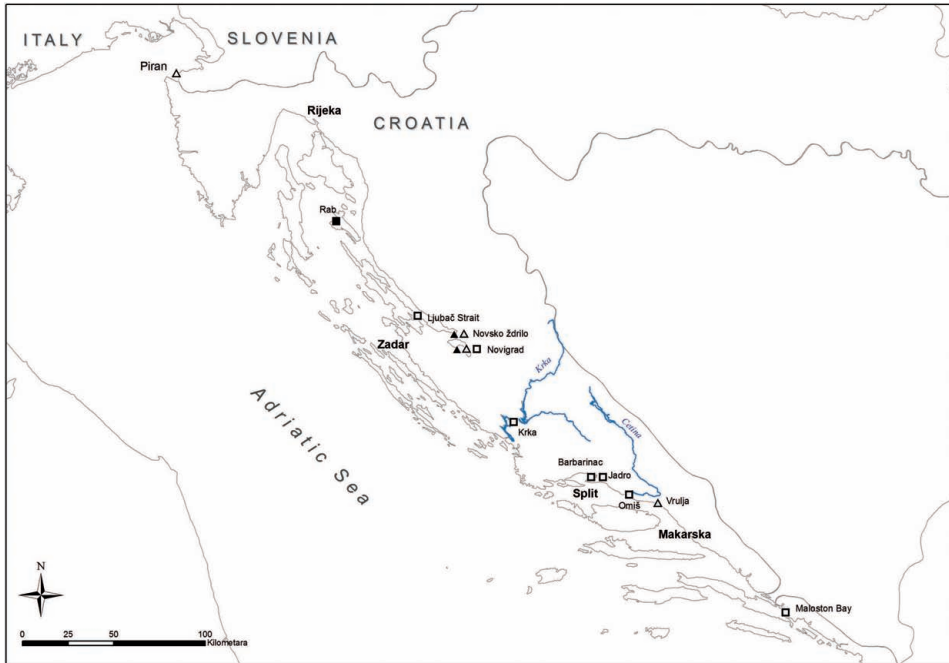 ITALY
SLOVENIA
Piran
Rijeka
CROATIA
Rab
Ljubač Strait
Novsko ždrilo
Zadar
Novigrad
Krka
Adriatic Sea
Cetina
Krka
Barbarinac
Jadro
Split
Omiš
Vrulja
Makarska
N
Maloston Bay
0 25 50 100
Kilometara